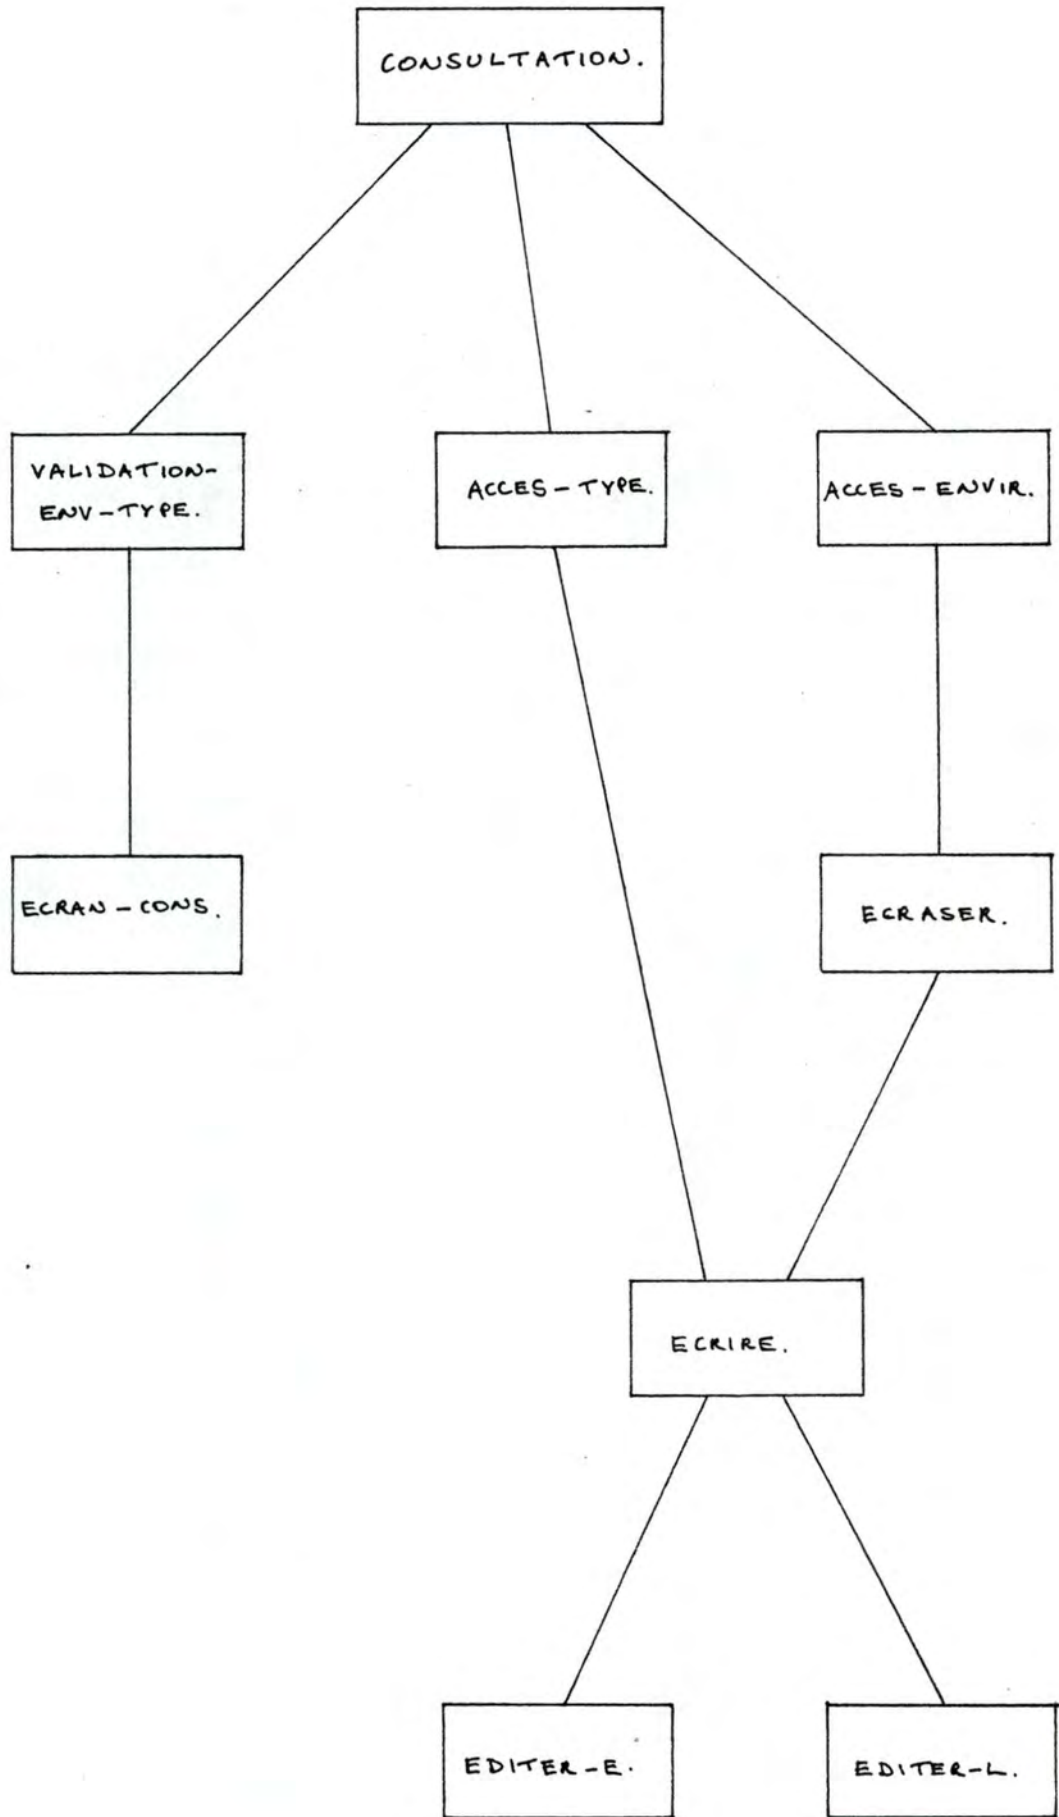 CONSULTATION.
VALIDATION-
ENV-TYPE.
ACCES-TYPE.
ACCES-ENVIR.
ECRAN-CONS.
ECRASER.
ECRIRE.
EDITER-E.
EDITER-L.